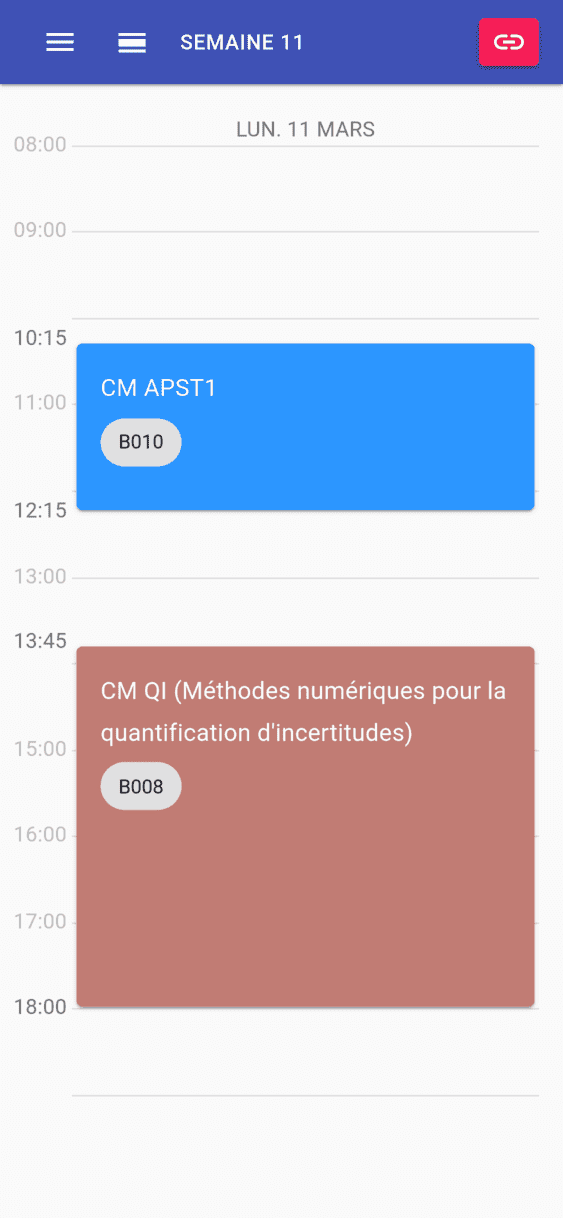 SEMAINE 11
LUN. 11 MARS
08:00
09:00
10:15
CM APST1
11:00
B010
12:15
13:00
13:45
CM QI (Méthodes numériques pour la
quantification d'incertitudes)
15:00
B008
16:00
17:00
18:00